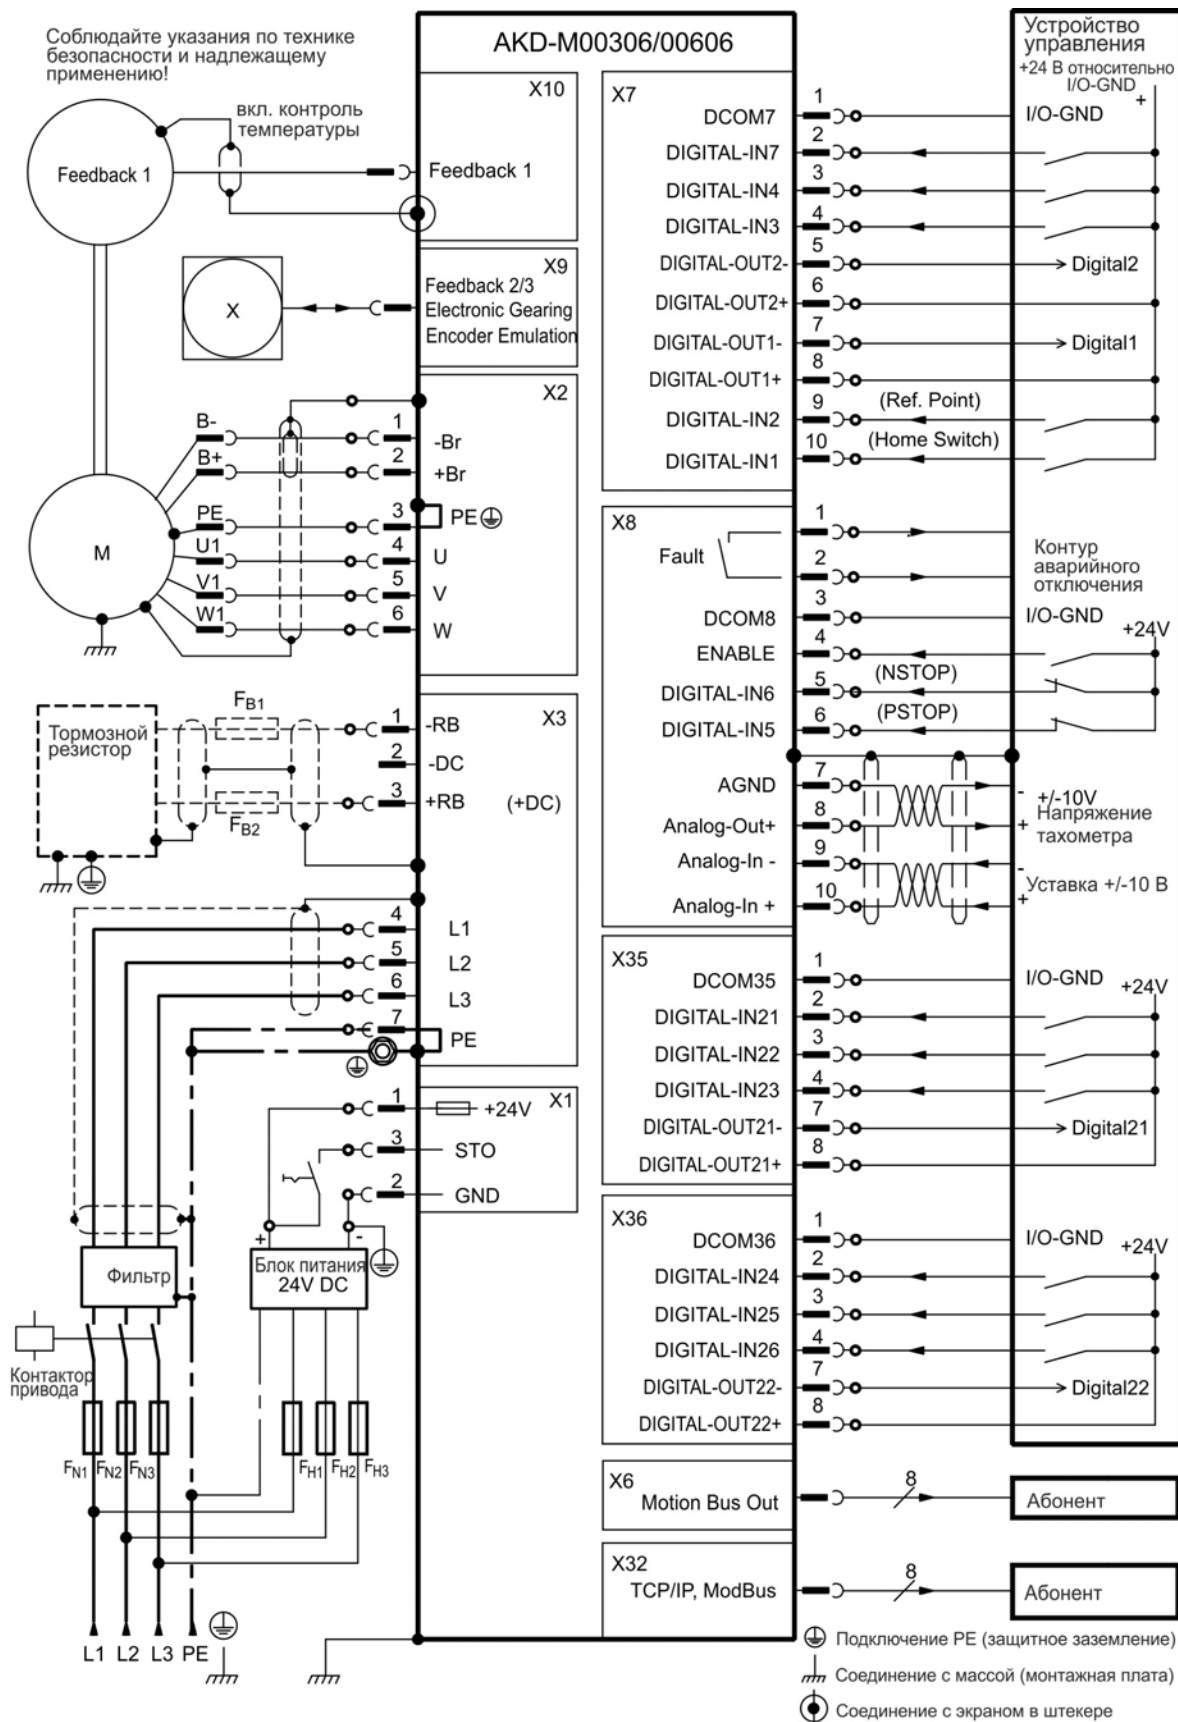 Соблюдайте указания по технике
безопасности и надлежащему
применению!
AKD-M00306/00606
Устройство
управления
+24 В относительно
I/O-GND
+
вкл. контроль
температуры
Feedback 1
X10
Feedback 1
X
X9
Feedback 2/3
Electronic Gearing
Encoder Emulation
X2
B- 1 -Br
B+ 2 +Br
PE 3 PE
U1 4 U
V1 5 V
W1 6 W
M
Тормозной
резистор
FB1
FB2
X3
1 -RB
2 -DC
3 +RB (+DC)
4 L1
5 L2
6 L3
7 PE
X1
1 +24V
3 STO
2 GND
+ -
Блок питания
24V DC
Фильтр
Контактор
привода
FN1 FN2 FN3
FH1 FH2 FH3
L1 L2 L3 PE
X7
DCOM7 1 I/O-GND
DIGITAL-IN7 2
DIGITAL-IN4 3
DIGITAL-IN3 4
DIGITAL-OUT2- 5 Digital2
DIGITAL-OUT2+ 6
DIGITAL-OUT1- 7 Digital1
DIGITAL-OUT1+ 8
DIGITAL-IN2 9 (Ref. Point)
DIGITAL-IN1 10 (Home Switch)
X8
Fault
1
2
Контур
аварийного
отключения
DCOM8 3 I/O-GND
+24V
ENABLE 4
DIGITAL-IN6 5 (NSTOP)
DIGITAL-IN5 6 (PSTOP)
AGND 7 -
+/-10V
Напряжение
тахометра
Analog-Out+ 8 +
Analog-In - 9 -
Уставка +/-10 В
Analog-In + 10 +
X35
DCOM35 1 I/O-GND
+24V
DIGITAL-IN21 2
DIGITAL-IN22 3
DIGITAL-IN23 4
DIGITAL-OUT21- 7 Digital21
DIGITAL-OUT21+ 8
X36
DCOM36 1 I/O-GND
+24V
DIGITAL-IN24 2
DIGITAL-IN25 3
DIGITAL-IN26 4
DIGITAL-OUT22- 7 Digital22
DIGITAL-OUT22+ 8
X6
Motion Bus Out 8 Абонент
X32
TCP/IP, ModBus 8 Абонент
Подключение PE (защитное заземление)
Соединение с массой (монтажная плата)
Соединение с экраном в штекере